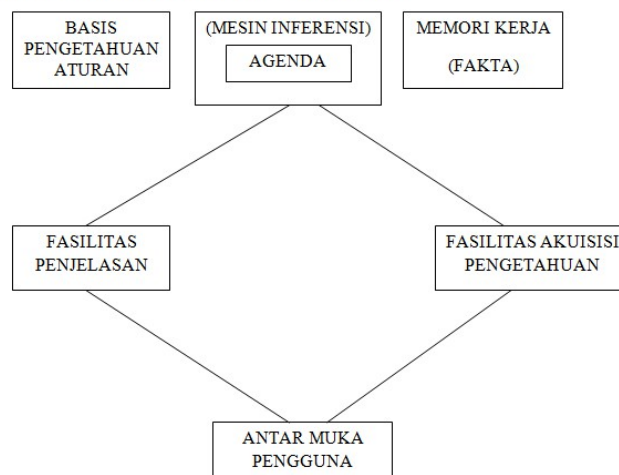 BASIS
PENGETAHUAN
ATURAN
(MESIN INFERENSI)
AGENDA
MEMORI KERJA
(FAKTA)
FASILITAS
PENJELASAN
FASILITAS AKUISISI
PENGETAHUAN
ANTAR MUKA
PENGGUNA